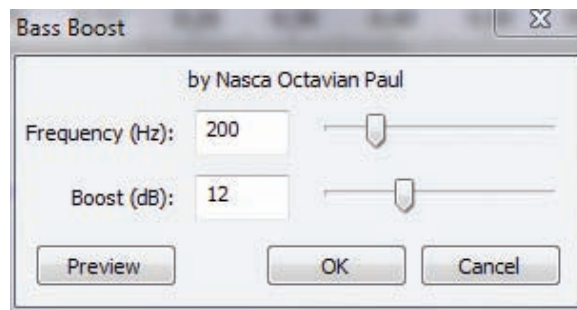 Bass Boost
by Nasca Octavian Paul
Frequency (Hz): 200
Boost (dB): 12
Preview OK Cancel